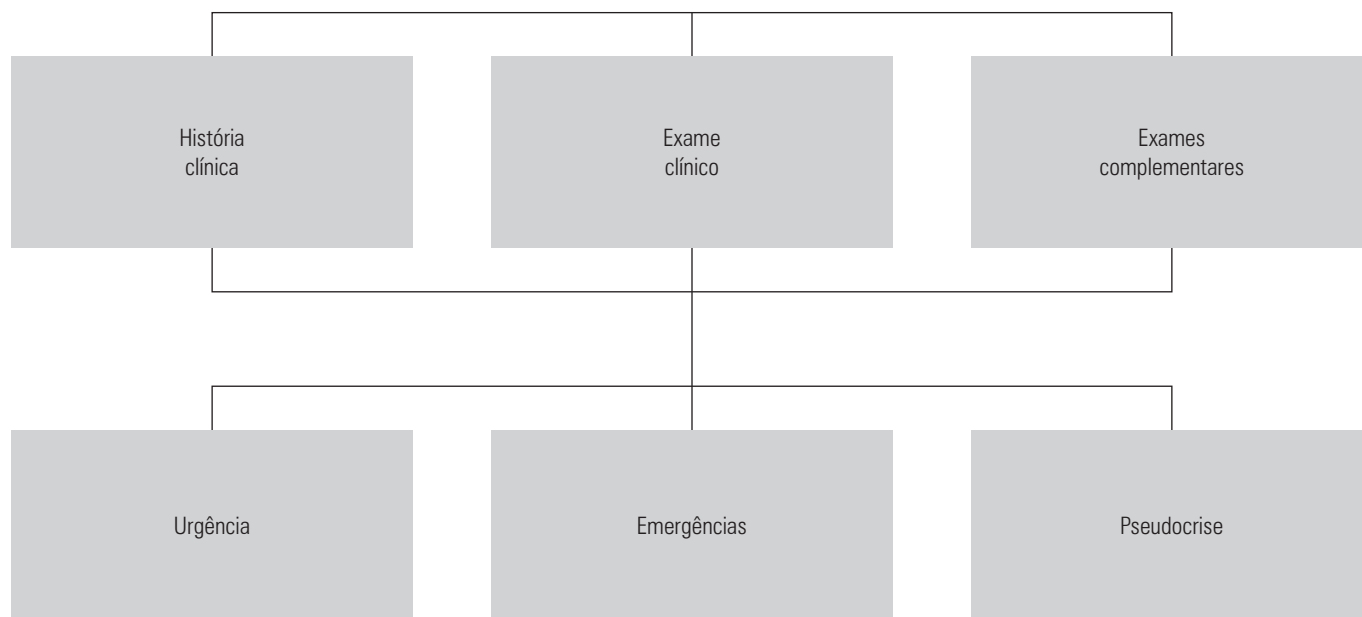 História
clínica
Exame
clínico
Exames
complementares
Urgência
Emergências
Pseudocrise